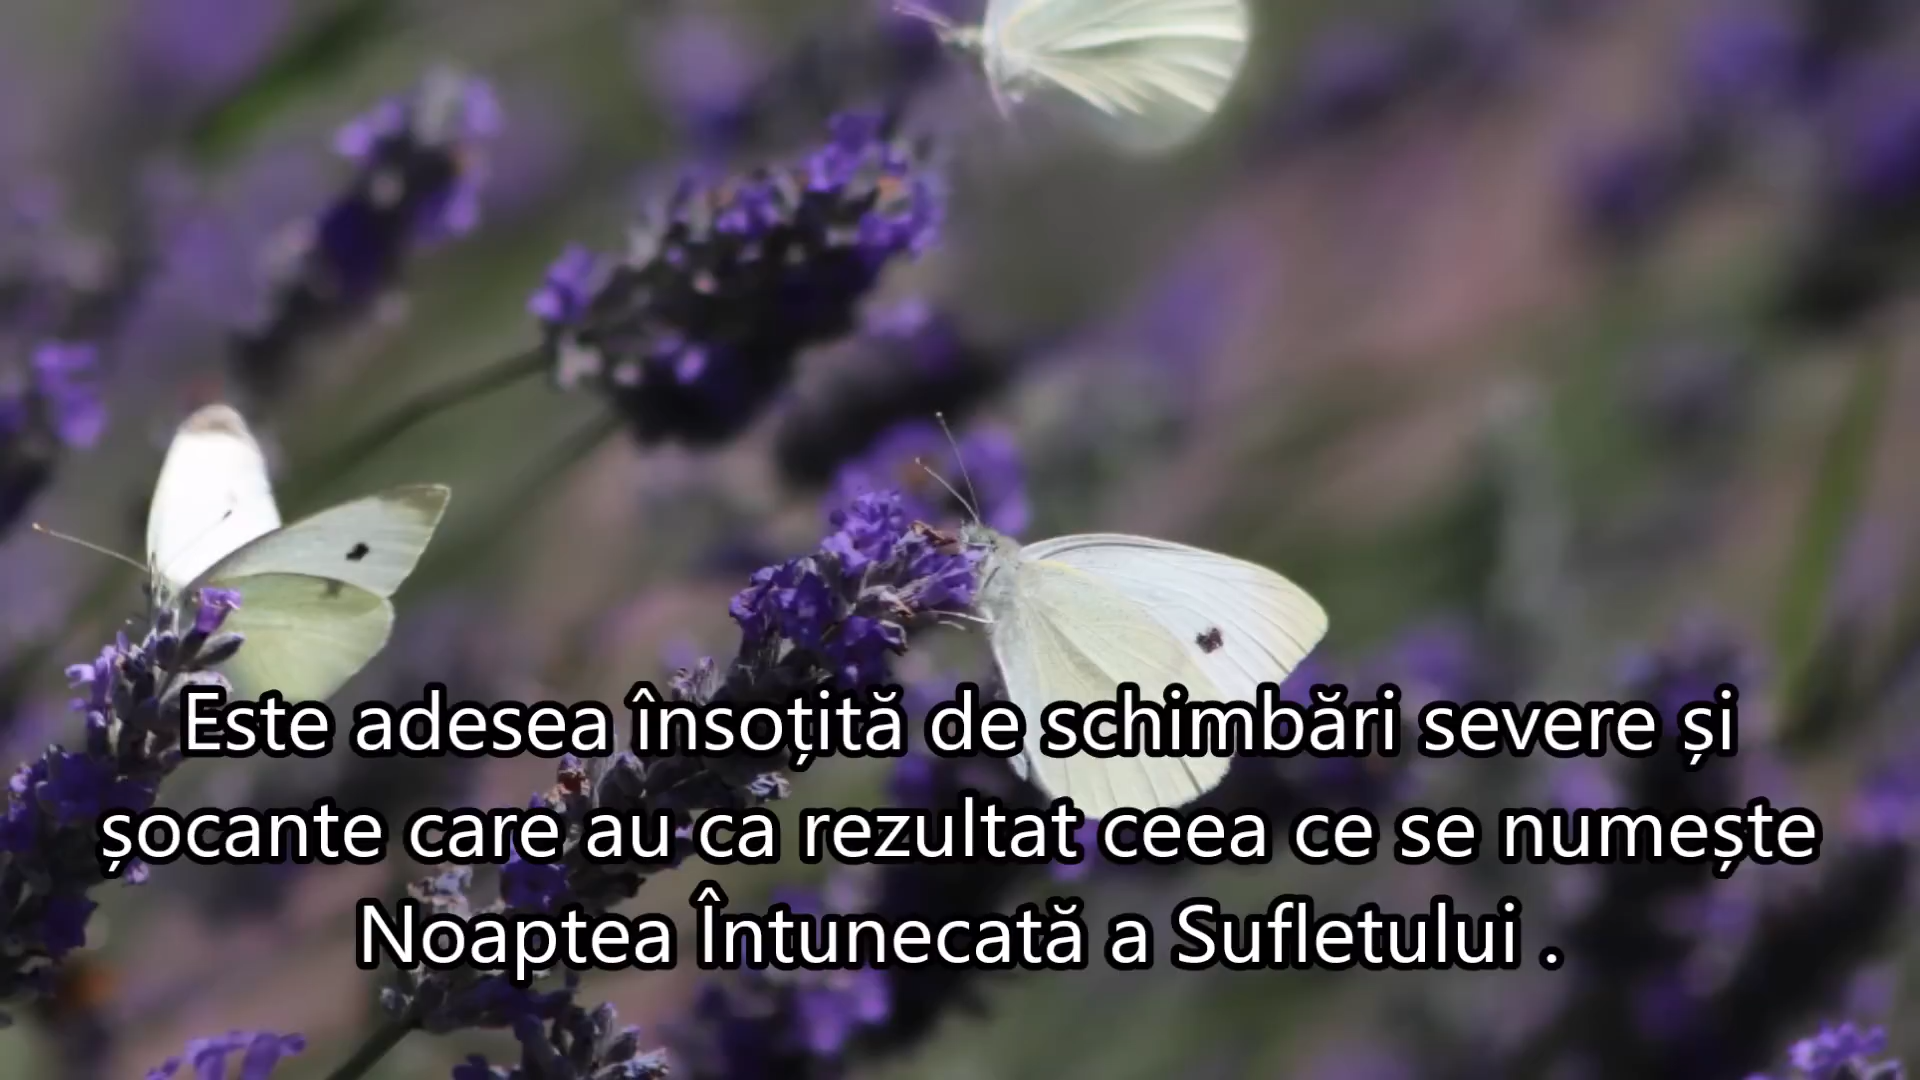 Este adesea însoțită de schimbări severe și
șocante care au ca rezultat ceea ce se numește
Noaptea Întunecată a Sufletului .